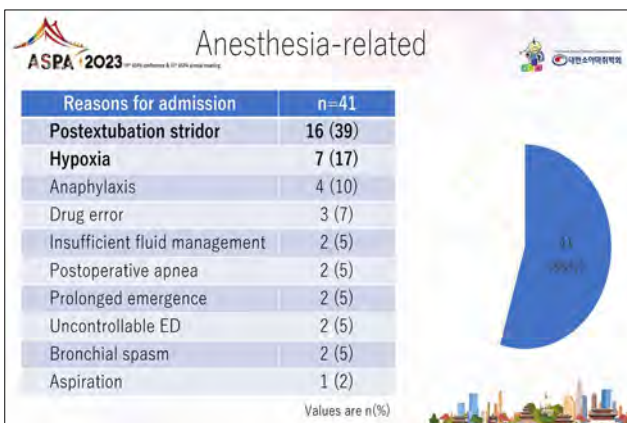 Anesthesia-related
ASPA 2023
대한소아마취학회
Reasons for admission n=41
Postextubation stridor 16 (39)
Hypoxia 7 (17)
Anaphylaxis 4 (10)
Drug error 3 (7)
Insufficient fluid management 2 (5)
Postoperative apnea 2 (5)
Prolonged emergence 2 (5)
Uncontrollable ED 2 (5)
Bronchial spasm 2 (5)
Aspiration 1 (2)
Values are n(%)